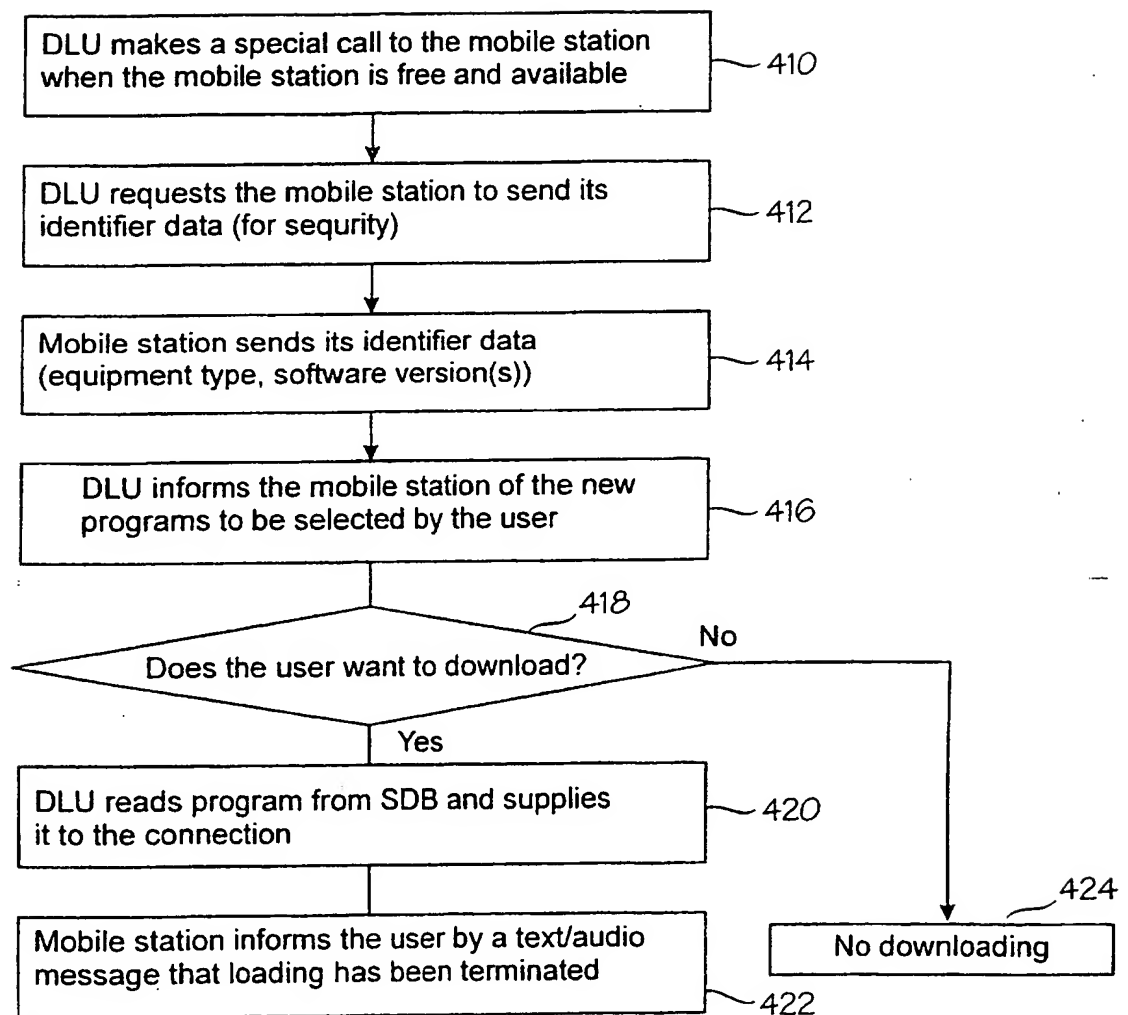 DLU makes a special call to the mobile station
when the mobile station is free and available
410
DLU requests the mobile station to send its
identifier data (for sequrity)
412
Mobile station sends its identifier data
(equipment type, software version(s))
414
DLU informs the mobile station of the new
programs to be selected by the user
416
418
No
Does the user want to download?
Yes
DLU reads program from SDB and supplies
it to the connection
420
424
No downloading
Mobile station informs the user by a text/audio
message that loading has been terminated
422